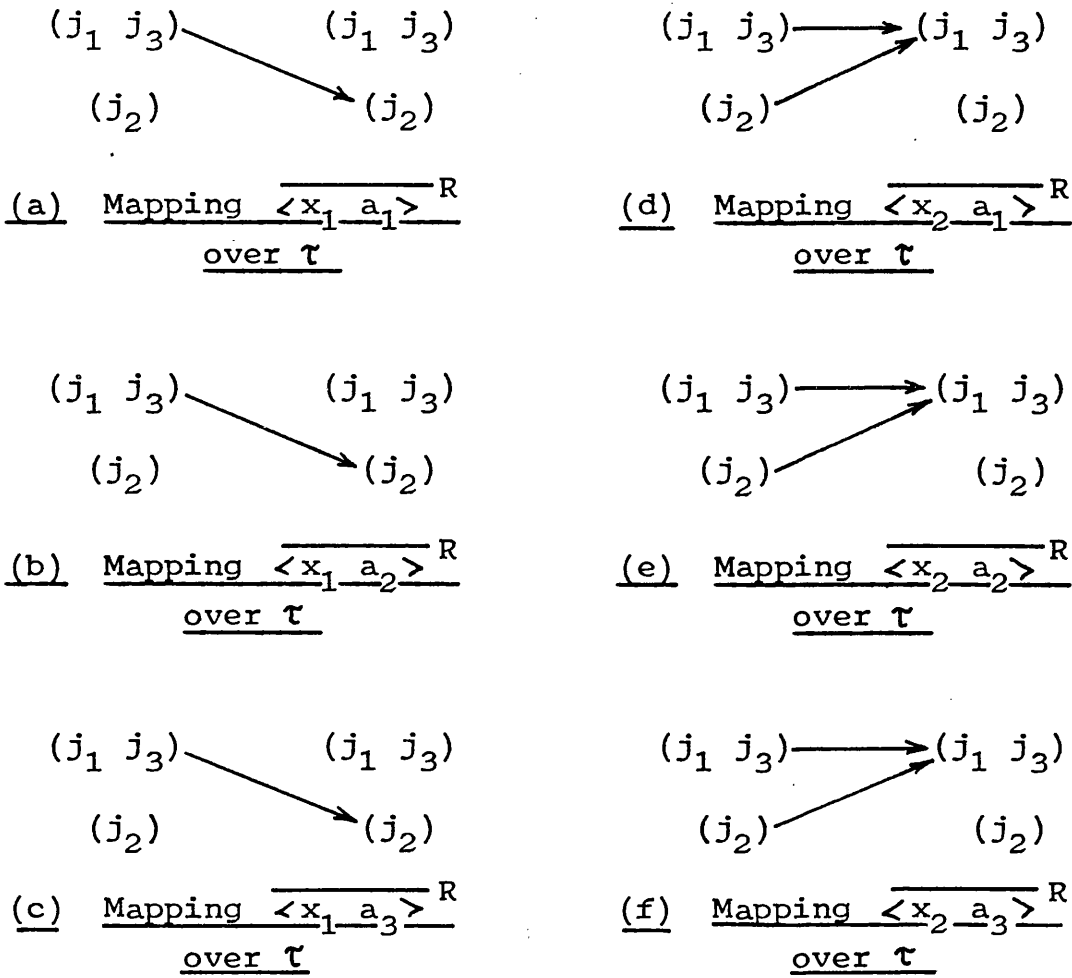 (j₁ j₃) (j₁ j₃)
(j₂) (j₂)
(a) Mapping <x₁ a₁> R
over τ
(j₁ j₃) (j₁ j₃)
(j₂) (j₂)
(d) Mapping <x₂ a₁> R
over τ
(j₁ j₃) (j₁ j₃)
(j₂) (j₂)
(b) Mapping <x₁ a₂> R
over τ
(j₁ j₃) (j₁ j₃)
(j₂) (j₂)
(e) Mapping <x₂ a₂> R
over τ
(j₁ j₃) (j₁ j₃)
(j₂) (j₂)
(c) Mapping <x₁ a₃> R
over τ
(j₁ j₃) (j₁ j₃)
(j₂) (j₂)
(f) Mapping <x₂ a₃> R
over τ